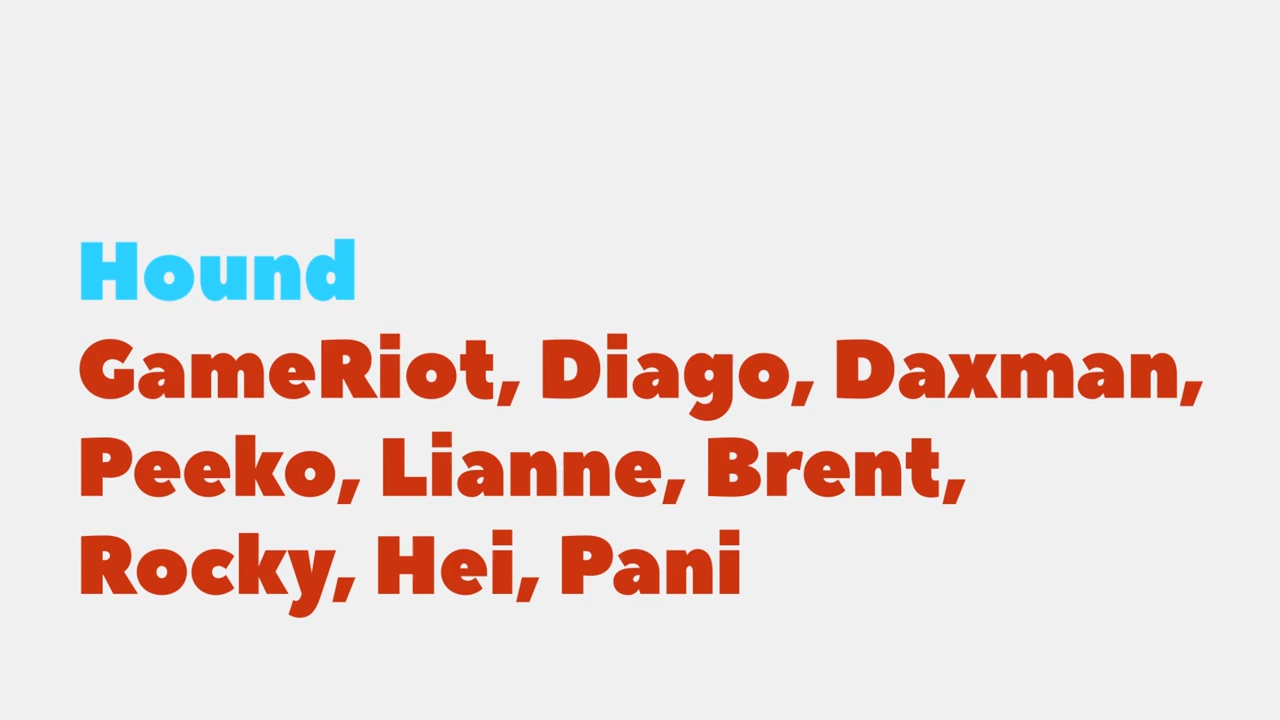 Hound
GameRiot, Diago, Daxman,
Peeko, Lianne, Brent,
Rocky, Hei, Pani